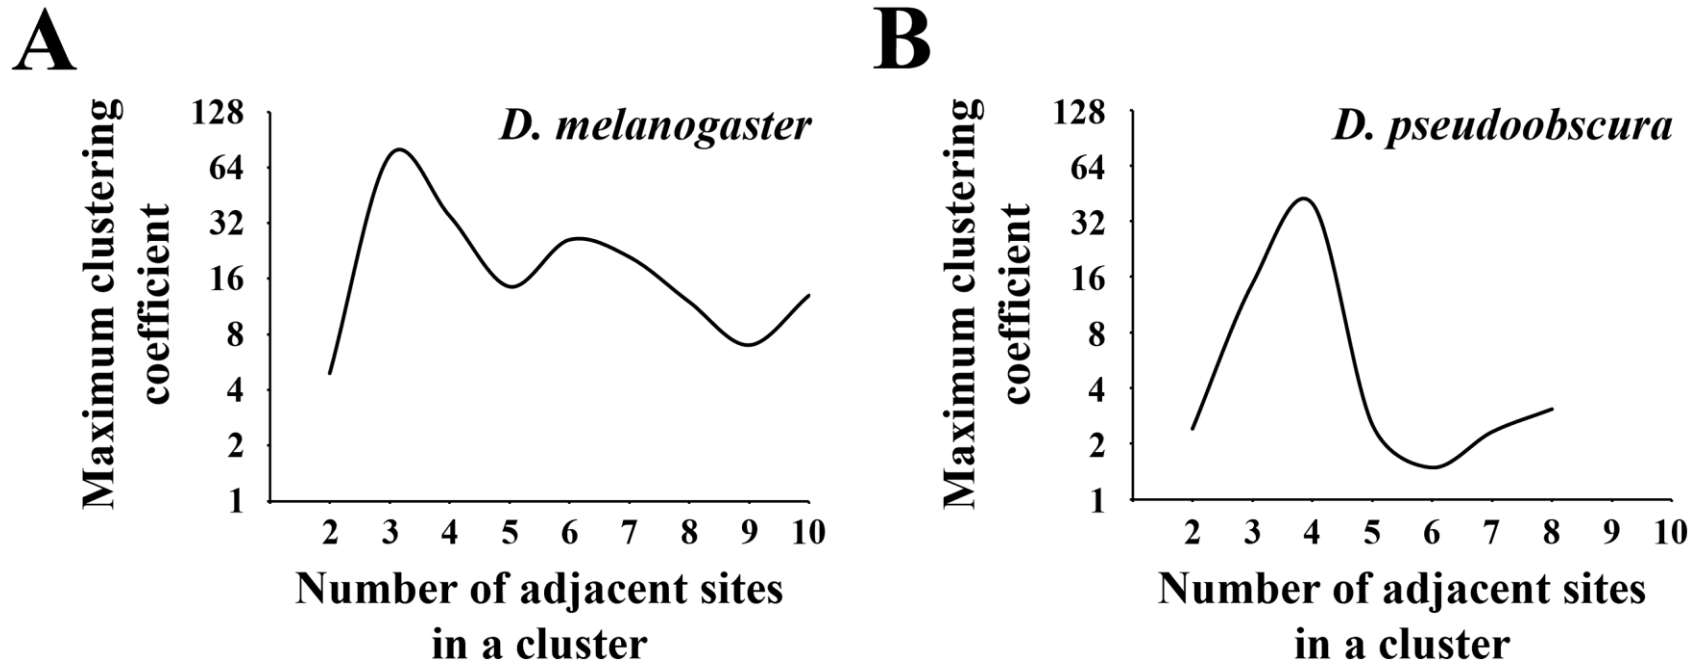 A
Maximum clustering
coefficient
128
64
32
16
8
4
2
1
D. melanogaster
2 3 4 5 6 7 8 9 10
Number of adjacent sites
in a cluster
B
Maximum clustering
coefficient
128
64
32
16
8
4
2
1
D. pseudoobscura
2 3 4 5 6 7 8 9 10
Number of adjacent sites
in a cluster